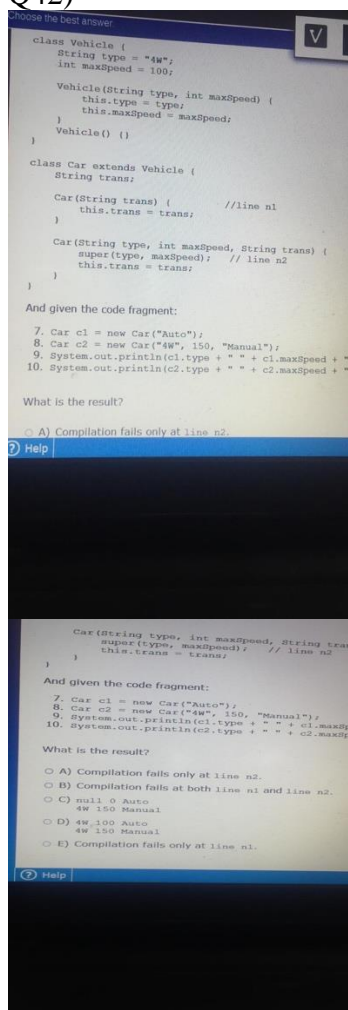 Q42)
Choose the best answer.
V
class Vehicle {
String type = "4W";
int maxSpeed = 100;
Vehicle(String type, int maxSpeed) {
this.type = type;
this.maxSpeed = maxSpeed;
}
Vehicle() {}
}
class Car extends Vehicle {
String trans;
Car(String trans) { //line n1
this.trans = trans;
}
Car(String type, int maxSpeed, String trans) {
super(type, maxSpeed); // line n2
this.trans = trans;
}
}
And given the code fragment:
7. Car c1 = new Car("Auto");
8. Car c2 = new Car("4W", 150, "Manual");
9. System.out.println(c1.type + " " + c1.maxSpeed + "
10. System.out.println(c2.type + " " + c2.maxSpeed + "
What is the result?
A) Compilation fails only at line n2.
? Help
Car(String type, int maxSpeed, String tra
super(type, maxSpeed); // line n2
this.trans = trans;
}
}
And given the code fragment:
7. Car c1 = new Car("Auto");
8. Car c2 = new Car("4W", 150, "Manual");
9. System.out.println(c1.type + " " + c1.maxSp
10. System.out.println(c2.type + " " + c2.maxSp
What is the result?
A) Compilation fails only at line n2.
B) Compilation fails at both line n1 and line n2.
C) null 0 Auto
4W 150 Manual
D) 4W 100 Auto
4W 150 Manual
E) Compilation fails only at line n1.
? Help